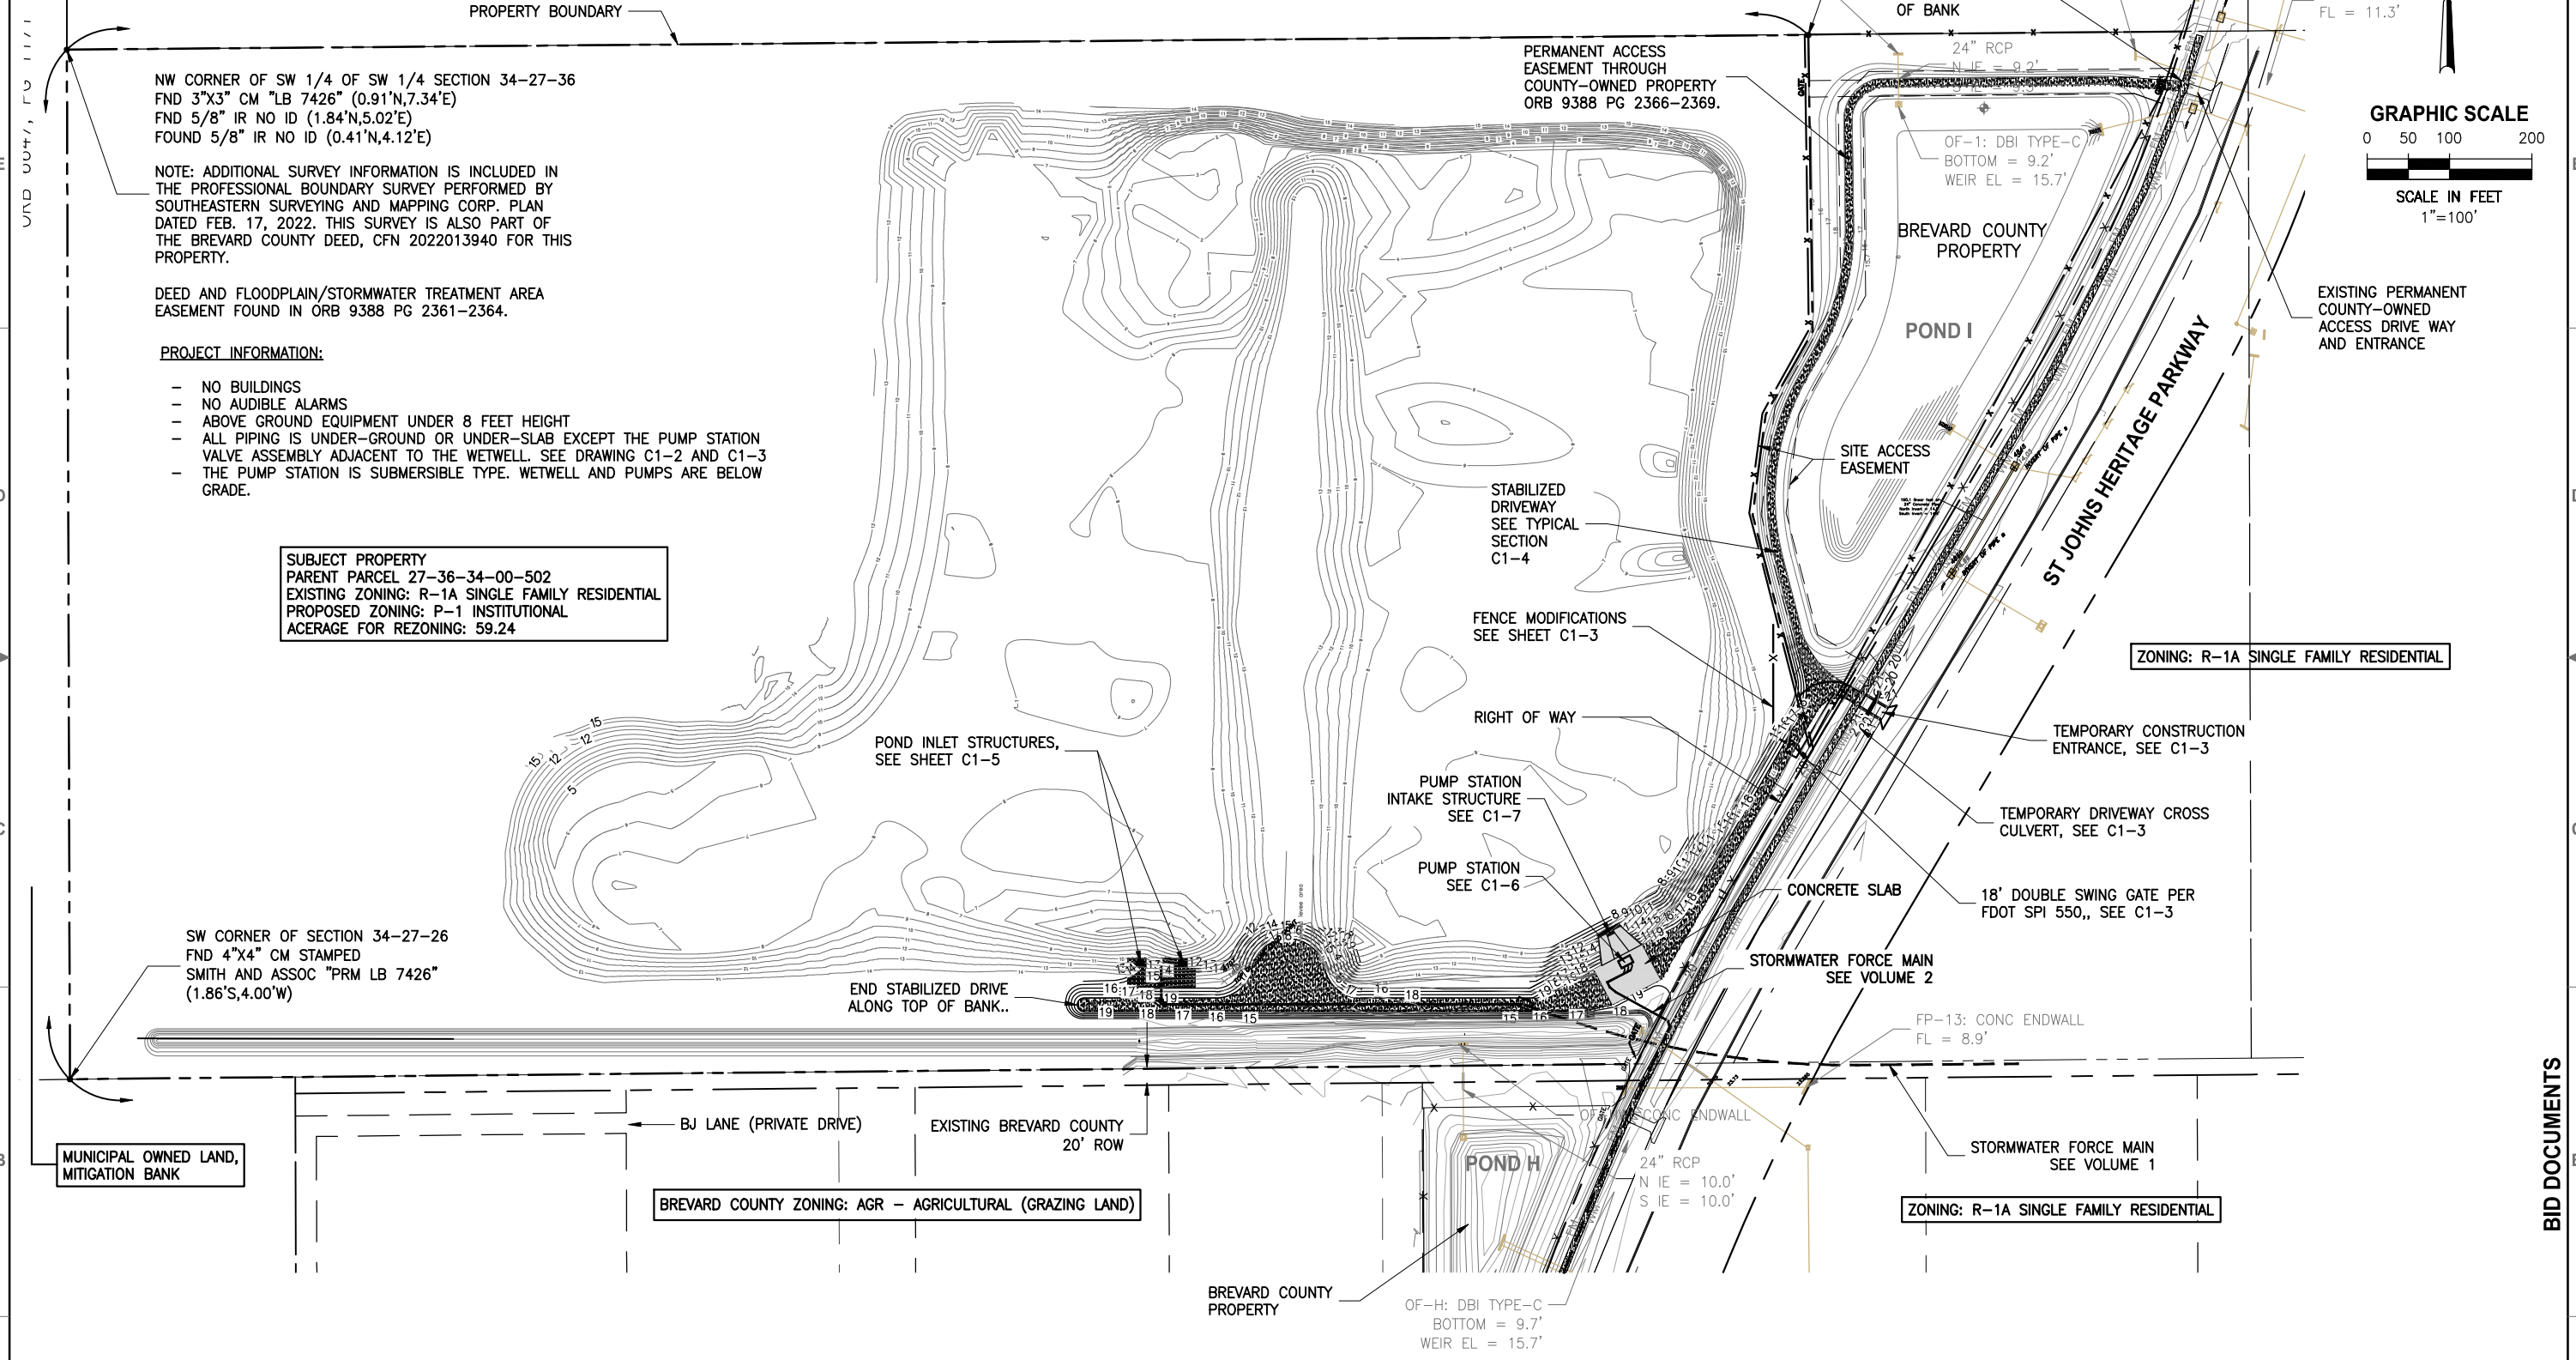 PROPERTY BOUNDARY
OF BANK
FL = 11.3'
NW CORNER OF SW 1/4 OF SW 1/4 SECTION 34-27-36
FND 3"X3" CM "LB 7426" (0.91'N,7.34'E)
FND 5/8" IR NO ID (1.84'N,5.02'E)
FOUND 5/8" IR NO ID (0.41'N,4.12'E)
NOTE: ADDITIONAL SURVEY INFORMATION IS INCLUDED IN
THE PROFESSIONAL BOUNDARY SURVEY PERFORMED BY
SOUTHEASTERN SURVEYING AND MAPPING CORP. PLAN
DATED FEB. 17, 2022. THIS SURVEY IS ALSO PART OF
THE BREVARD COUNTY DEED, CFN 2022013940 FOR THIS
PROPERTY.
DEED AND FLOODPLAIN/STORMWATER TREATMENT AREA
EASEMENT FOUND IN ORB 9388 PG 2361-2364.
PROJECT INFORMATION:
- NO BUILDINGS
- NO AUDIBLE ALARMS
- ABOVE GROUND EQUIPMENT UNDER 8 FEET HEIGHT
- ALL PIPING IS UNDER-GROUND OR UNDER-SLAB EXCEPT THE PUMP STATION
VALVE ASSEMBLY ADJACENT TO THE WETWELL. SEE DRAWING C1-2 AND C1-3
- THE PUMP STATION IS SUBMERSIBLE TYPE. WETWELL AND PUMPS ARE BELOW
GRADE.
SUBJECT PROPERTY
PARENT PARCEL 27-36-34-00-502
EXISTING ZONING: R-1A SINGLE FAMILY RESIDENTIAL
PROPOSED ZONING: P-1 INSTITUTIONAL
ACERAGE FOR REZONING: 59.24
PERMANENT ACCESS
EASEMENT THROUGH
COUNTY-OWNED PROPERTY
ORB 9388 PG 2366-2369.
24" RCP
N IE = 9.2'
OF-1: DBI TYPE-C
BOTTOM = 9.2'
WEIR EL = 15.7'
BREVARD COUNTY
PROPERTY
POND I
GRAPHIC SCALE
0 50 100 200
SCALE IN FEET
1"=100'
EXISTING PERMANENT
COUNTY-OWNED
ACCESS DRIVE WAY
AND ENTRANCE
ST JOHNS HERITAGE PARKWAY
SITE ACCESS
EASEMENT
STABILIZED
DRIVEWAY
SEE TYPICAL
SECTION
C1-4
FENCE MODIFICATIONS
SEE SHEET C1-3
ZONING: R-1A SINGLE FAMILY RESIDENTIAL
RIGHT OF WAY
TEMPORARY CONSTRUCTION
ENTRANCE, SEE C1-3
POND INLET STRUCTURES,
SEE SHEET C1-5
PUMP STATION
INTAKE STRUCTURE
SEE C1-7
TEMPORARY DRIVEWAY CROSS
CULVERT, SEE C1-3
PUMP STATION
SEE C1-6
CONCRETE SLAB
18' DOUBLE SWING GATE PER
FDOT SPI 550,, SEE C1-3
SW CORNER OF SECTION 34-27-26
FND 4"X4" CM STAMPED
SMITH AND ASSOC "PRM LB 7426"
(1.86'S,4.00'W)
STORMWATER FORCE MAIN
SEE VOLUME 2
END STABILIZED DRIVE
ALONG TOP OF BANK..
FP-13: CONC ENDWALL
FL = 8.9'
BJ LANE (PRIVATE DRIVE)
EXISTING BREVARD COUNTY
20' ROW
CONC ENDWALL
STORMWATER FORCE MAIN
SEE VOLUME 1
MUNICIPAL OWNED LAND,
MITIGATION BANK
POND H
24" RCP
N IE = 10.0'
S IE = 10.0'
BREVARD COUNTY ZONING: AGR - AGRICULTURAL (GRAZING LAND)
ZONING: R-1A SINGLE FAMILY RESIDENTIAL
BREVARD COUNTY
PROPERTY
OF-H: DBI TYPE-C
BOTTOM = 9.7'
WEIR EL = 15.7'
BID DOCUMENTS